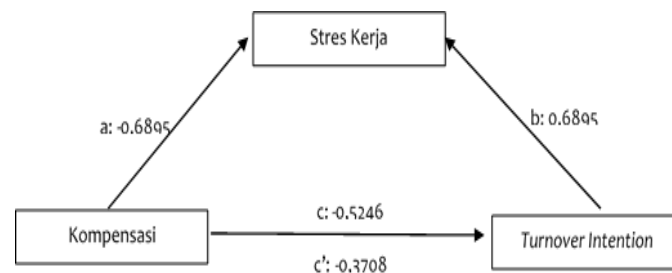 Stres Kerja
a: -0.6895
b: 0.6895
Kompensasi
c: -0.5246
Turnover Intention
c': -0.3708